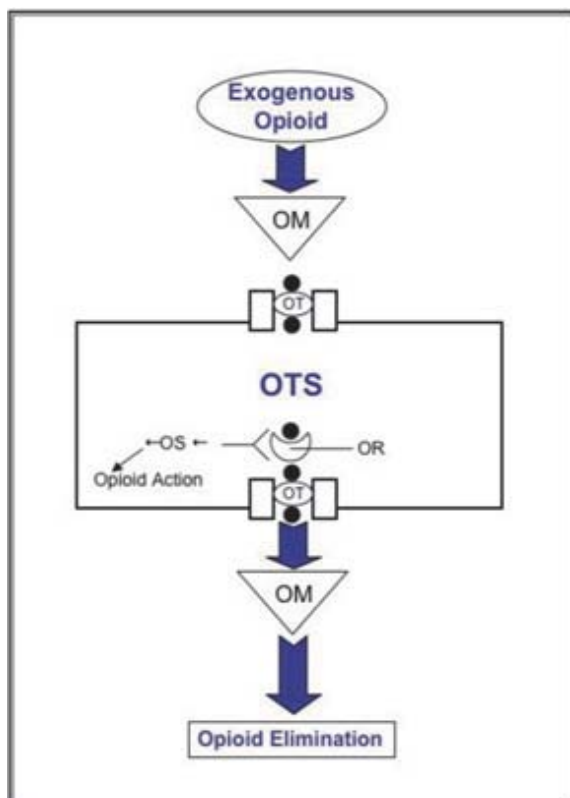 Exogenous
Opioid
OM
OT
OTS
←OS ←
OR
Opioid Action
OT
OM
Opioid Elimination